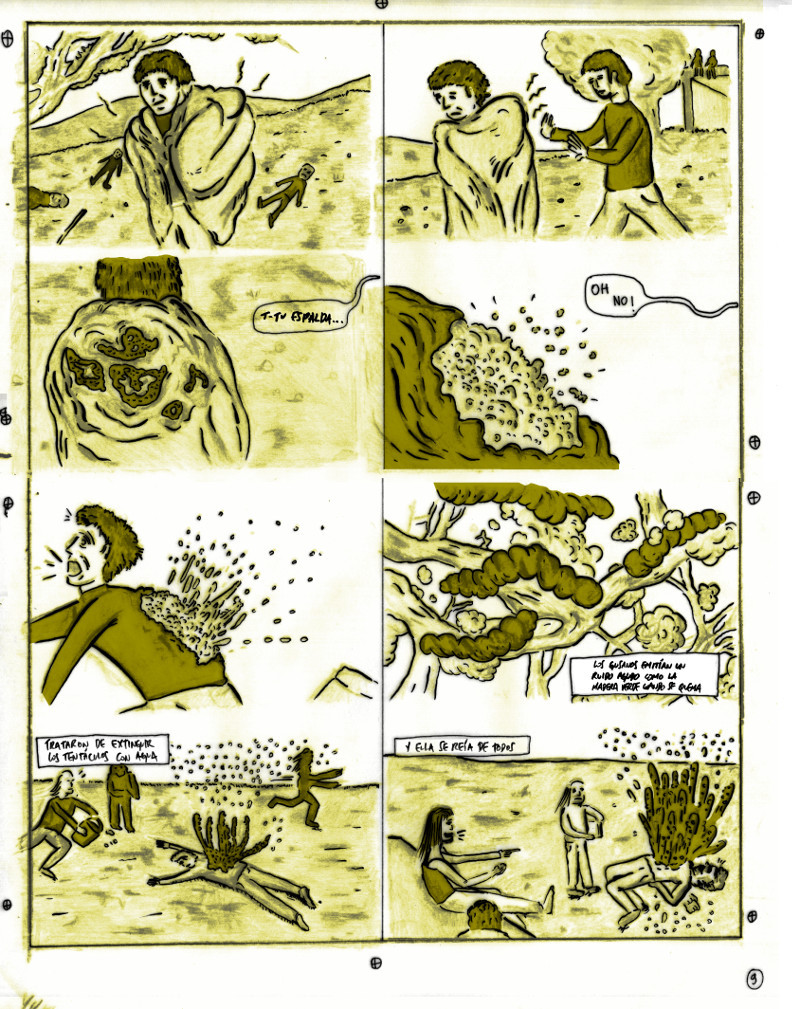 T-TU ESPALDA...
OH
NO!
LOS GUSANOS EMITÍAN UN
RUIDO AGUDO COMO LA
MADERA VERDE CUANDO SE QUEMA
TRATARON DE EXTINGUIR
LOS TENTÁCULOS CON AGUA
Y ELLA SE REÍA DE TODOS
9